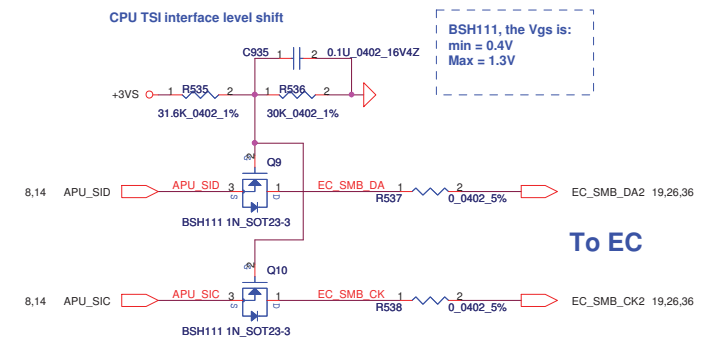 CPU TSI interface level shift
BSH111, the Vgs is:
min = 0.4V
Max = 1.3V
C935 1 2 0.1U_0402_16V4Z
+3VS 1 R535 2 1 R536 2
31.6K_0402_1% 30K_0402_1%
2
G
Q9
8,14 APU_SID APU_SID 3 1 EC_SMB_DA 1 2 EC_SMB_DA2 19,26,36
S D R537 0_0402_5%
BSH111 1N_SOT23-3
To EC
2
G
Q10
8,14 APU_SIC APU_SIC 3 1 EC_SMB_CK 1 2 EC_SMB_CK2 19,26,36
S D R538 0_0402_5%
BSH111 1N_SOT23-3